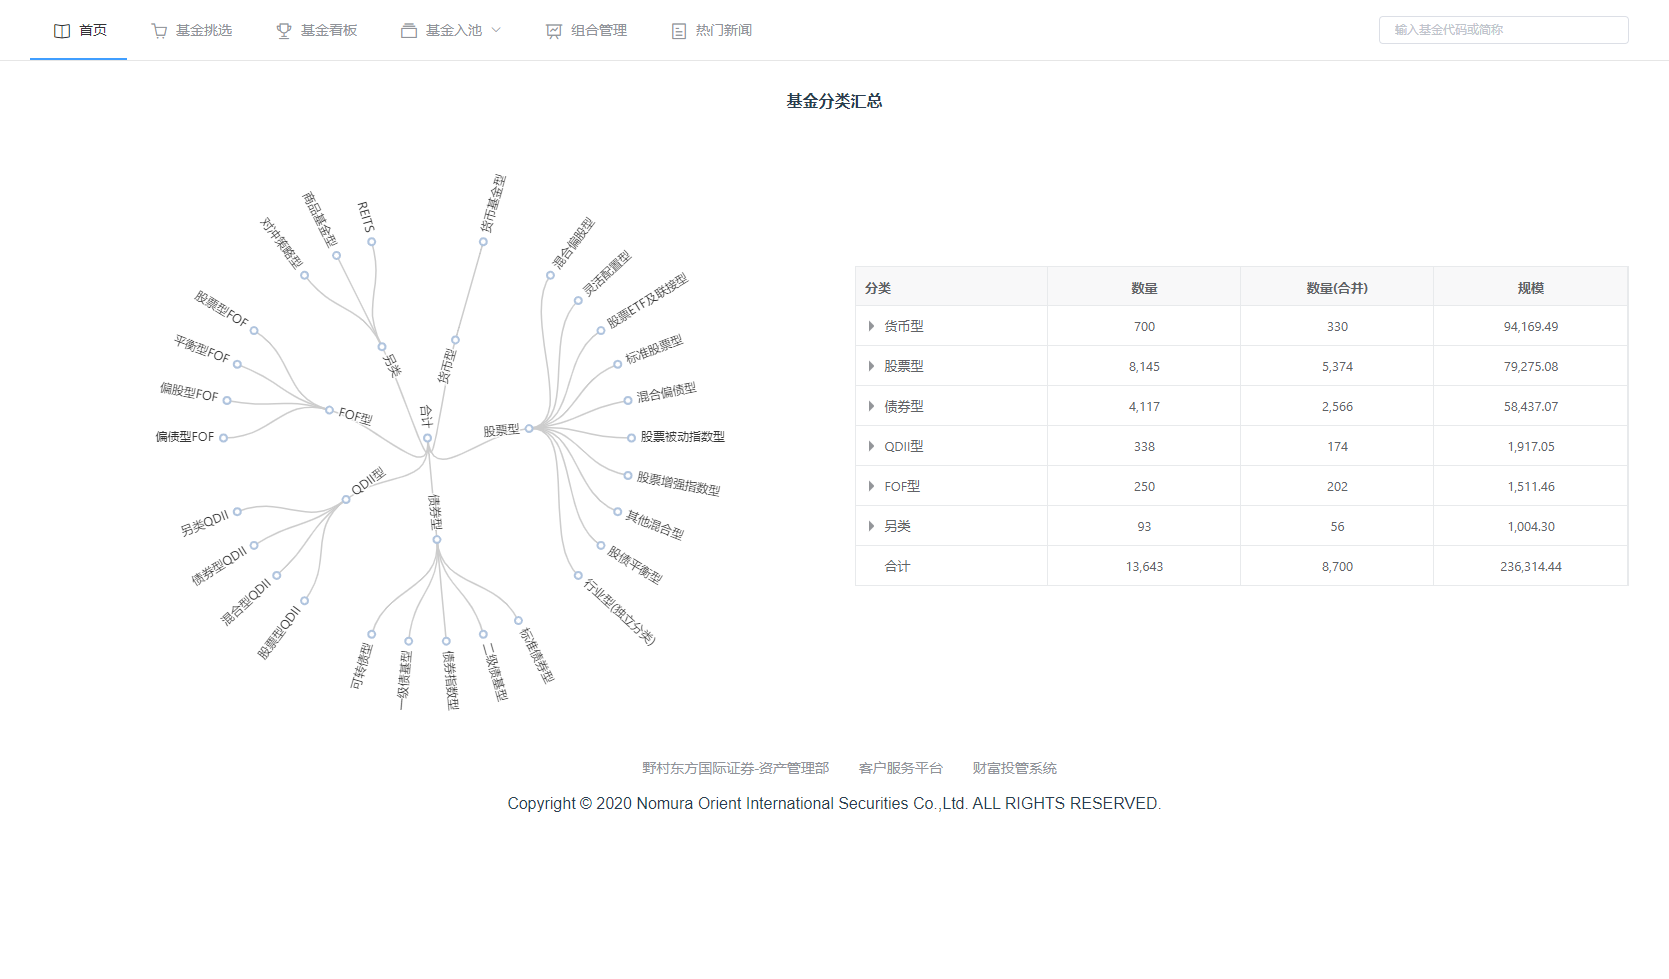 首页
基金挑选
基金看板
基金入池
组合管理
热门新闻
输入基金代码或简称
基金分类汇总
货币基金型
货币型
REITS
商品基金型
对冲策略型
另类
股票型FOF
平衡型FOF
偏股型FOF
偏债型FOF
FOF型
合计
另类QDII
债券型QDII
混合型QDII
股票型QDII
QDII型
可转债型
一级债基型
债券指数型
二级债基型
标准债券型
债券型
混合偏股型
灵活配置型
股票ETF及联接型
标准股票型
混合偏债型
股票被动指数型
股票增强指数型
其他混合型
股债平衡型
行业型(独立分类)
股票型
分类 数量 数量(合并) 规模
货币型 700 330 94,169.49
股票型 8,145 5,374 79,275.08
债券型 4,117 2,566 58,437.07
QDII型 338 174 1,917.05
FOF型 250 202 1,511.46
另类 93 56 1,004.30
合计 13,643 8,700 236,314.44
野村东方国际证券-资产管理部 客户服务平台 财富投管系统
Copyright © 2020 Nomura Orient International Securities Co.,Ltd. ALL RIGHTS RESERVED.